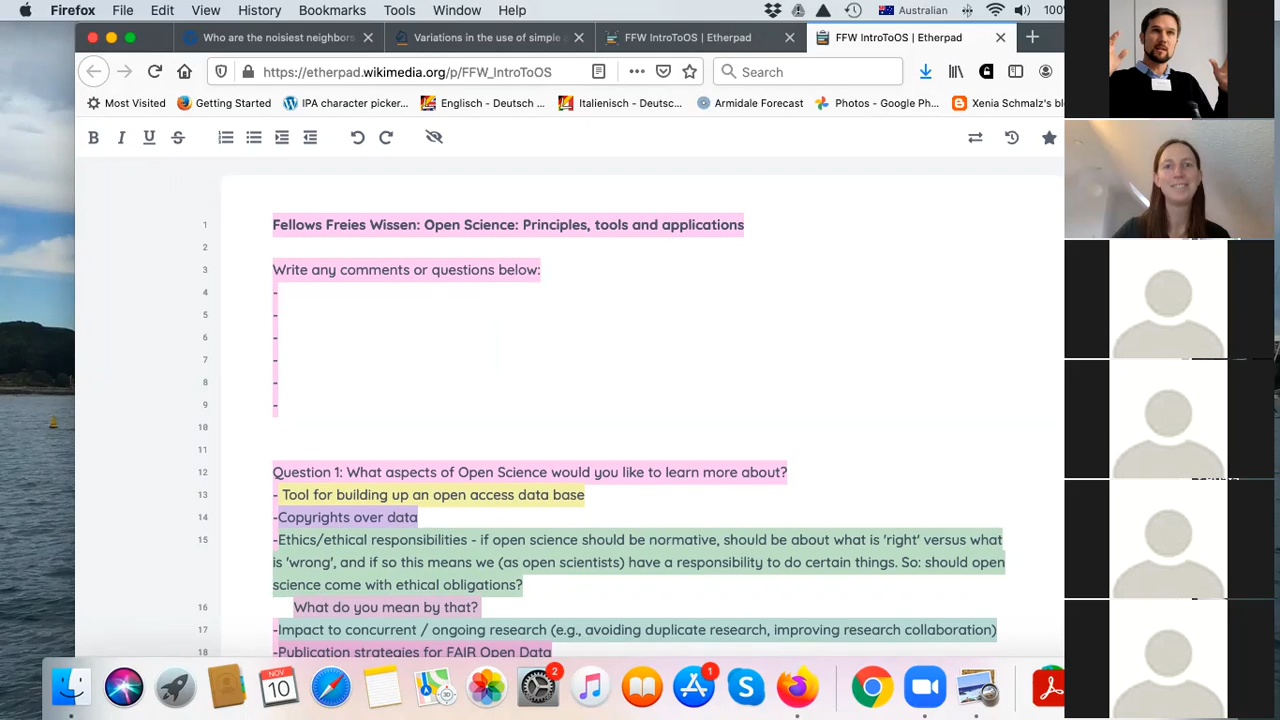 Firefox File Edit View History Bookmarks Tools Window Help Australian 100
Who are the noisiest neighbors Variations in the use of simple g FFW IntroToOS | Etherpad FFW IntroToOS | Etherpad
https://etherpad.wikimedia.org/p/FFW_IntroToOS Search
Most Visited Getting Started IPA character picker... Englisch - Deutsch ... Italienisch - Deutsc... Armidale Forecast Photos - Google Ph... Xenia Schmalz's bl
B I U S
1 Fellows Freies Wissen: Open Science: Principles, tools and applications
2
3 Write any comments or questions below:
4 -
5 -
6 -
7 -
8 -
9 -
10
11
12 Question 1: What aspects of Open Science would you like to learn more about?
13 - Tool for building up an open access data base
14 -Copyrights over data
15 -Ethics/ethical responsibilities - if open science should be normative, should be about what is 'right' versus what
is 'wrong', and if so this means we (as open scientists) have a responsibility to do certain things. So: should open
science come with ethical obligations?
16 What do you mean by that?
17 -Impact to concurrent / ongoing research (e.g., avoiding duplicate research, improving research collaboration)
18 -Publication strategies for FAIR Open Data
NOV
10
2
1